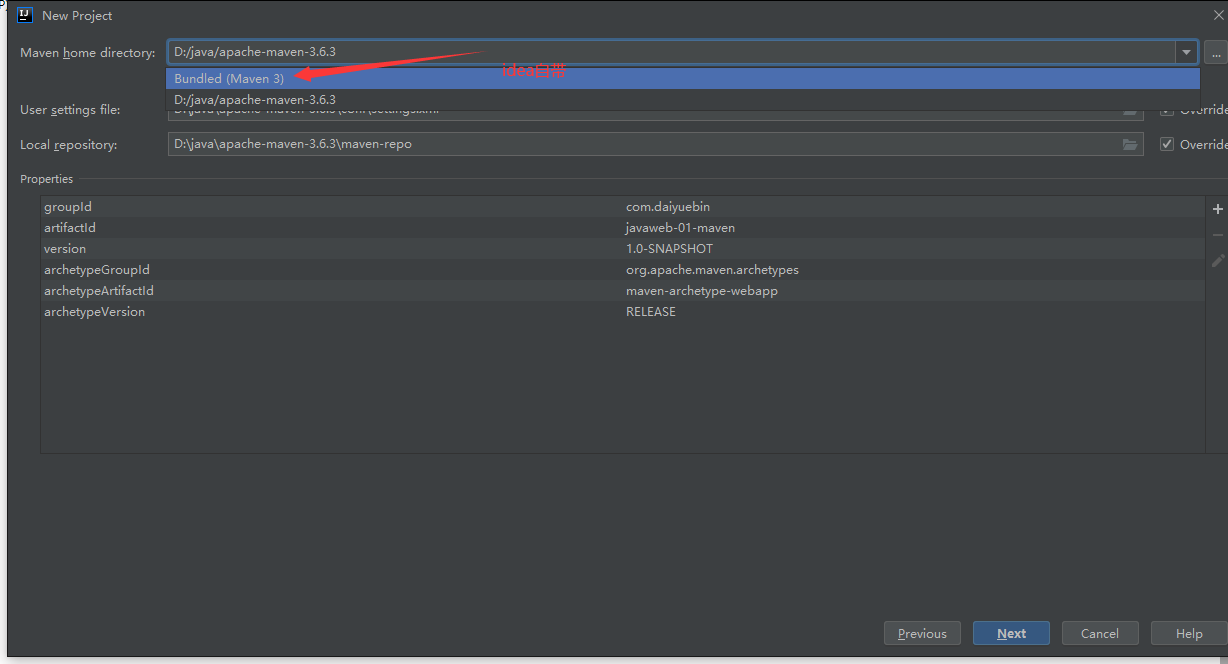 New Project
Maven home directory: D:/java/apache-maven-3.6.3
Bundled (Maven 3) idea自带
D:/java/apache-maven-3.6.3
User settings file: Override
Local repository: D:\java\apache-maven-3.6.3\maven-repo Override
Properties
groupId com.daiyuebin
artifactId javaweb-01-maven
version 1.0-SNAPSHOT
archetypeGroupId org.apache.maven.archetypes
archetypeArtifactId maven-archetype-webapp
archetypeVersion RELEASE
Previous Next Cancel Help